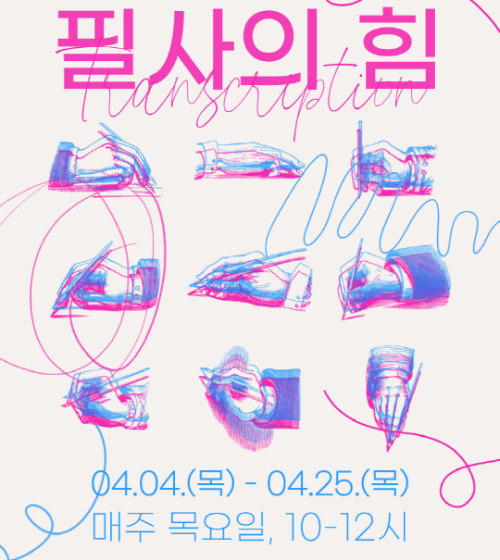 필사의 힘
Transcription
04.04.(목) - 04.25.(목)
매주 목요일, 10-12시